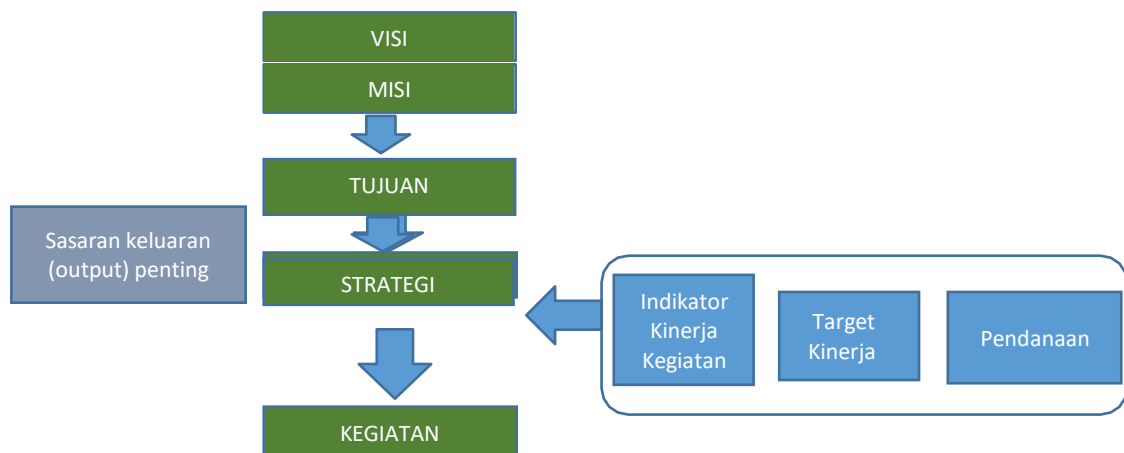 VISI
MISI
TUJUAN
Sasaran keluaran
(output) penting
STRATEGI
Indikator
Kinerja
Kegiatan
Target
Kinerja
Pendanaan
KEGIATAN